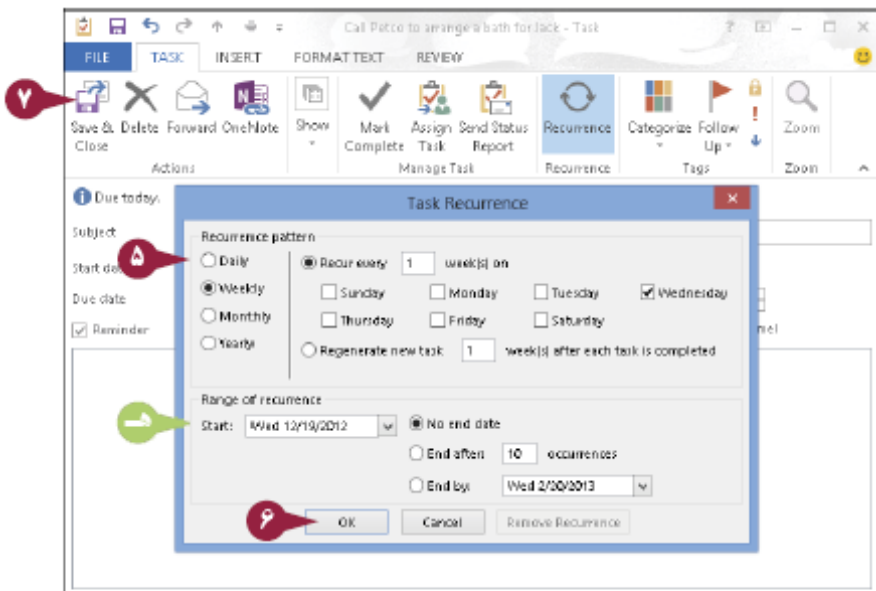 Call Petco to arrange a bath for Jack - Task
FILE TASK INSERT FORMAT TEXT REVIEW
۷
Save & Close Delete Forward OneNote Show Mark Complete Assign Task Send Status Report Recurrence Categorize Follow Up Zoom
Actions Manage Task Recurrence Tags Zoom
Due today.
Task Recurrence
Subject
Recurrence pattern
۵
Start da
Daily Recur every 1 week(s) on
Due date
Weekly Sunday Monday Tuesday Wednesday
Reminder
Monthly Thursday Friday Saturday
Yearly Regenerate new task 1 week(s) after each task is completed
Range of recurrence
Start: Wed 12/19/2012 No end date
End after: 10 occurrences
End by: Wed 2/20/2013
۶
OK Cancel Remove Recurrence